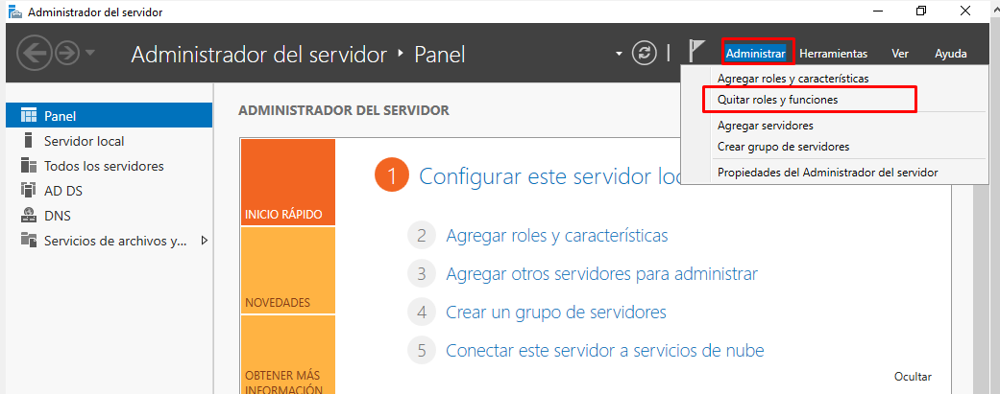 Administrador del servidor
Administrador del servidor ‣ Panel
Administrar Herramientas Ver Ayuda
Agregar roles y características
Quitar roles y funciones
Agregar servidores
Crear grupo de servidores
Propiedades del Administrador del servidor
Panel
Servidor local
Todos los servidores
AD DS
DNS
Servicios de archivos y...
ADMINISTRADOR DEL SERVIDOR
INICIO RÁPIDO
NOVEDADES
OBTENER MÁS
INFORMACIÓN
1 Configurar este servidor loc
2 Agregar roles y características
3 Agregar otros servidores para administrar
4 Crear un grupo de servidores
5 Conectar este servidor a servicios de nube
Ocultar